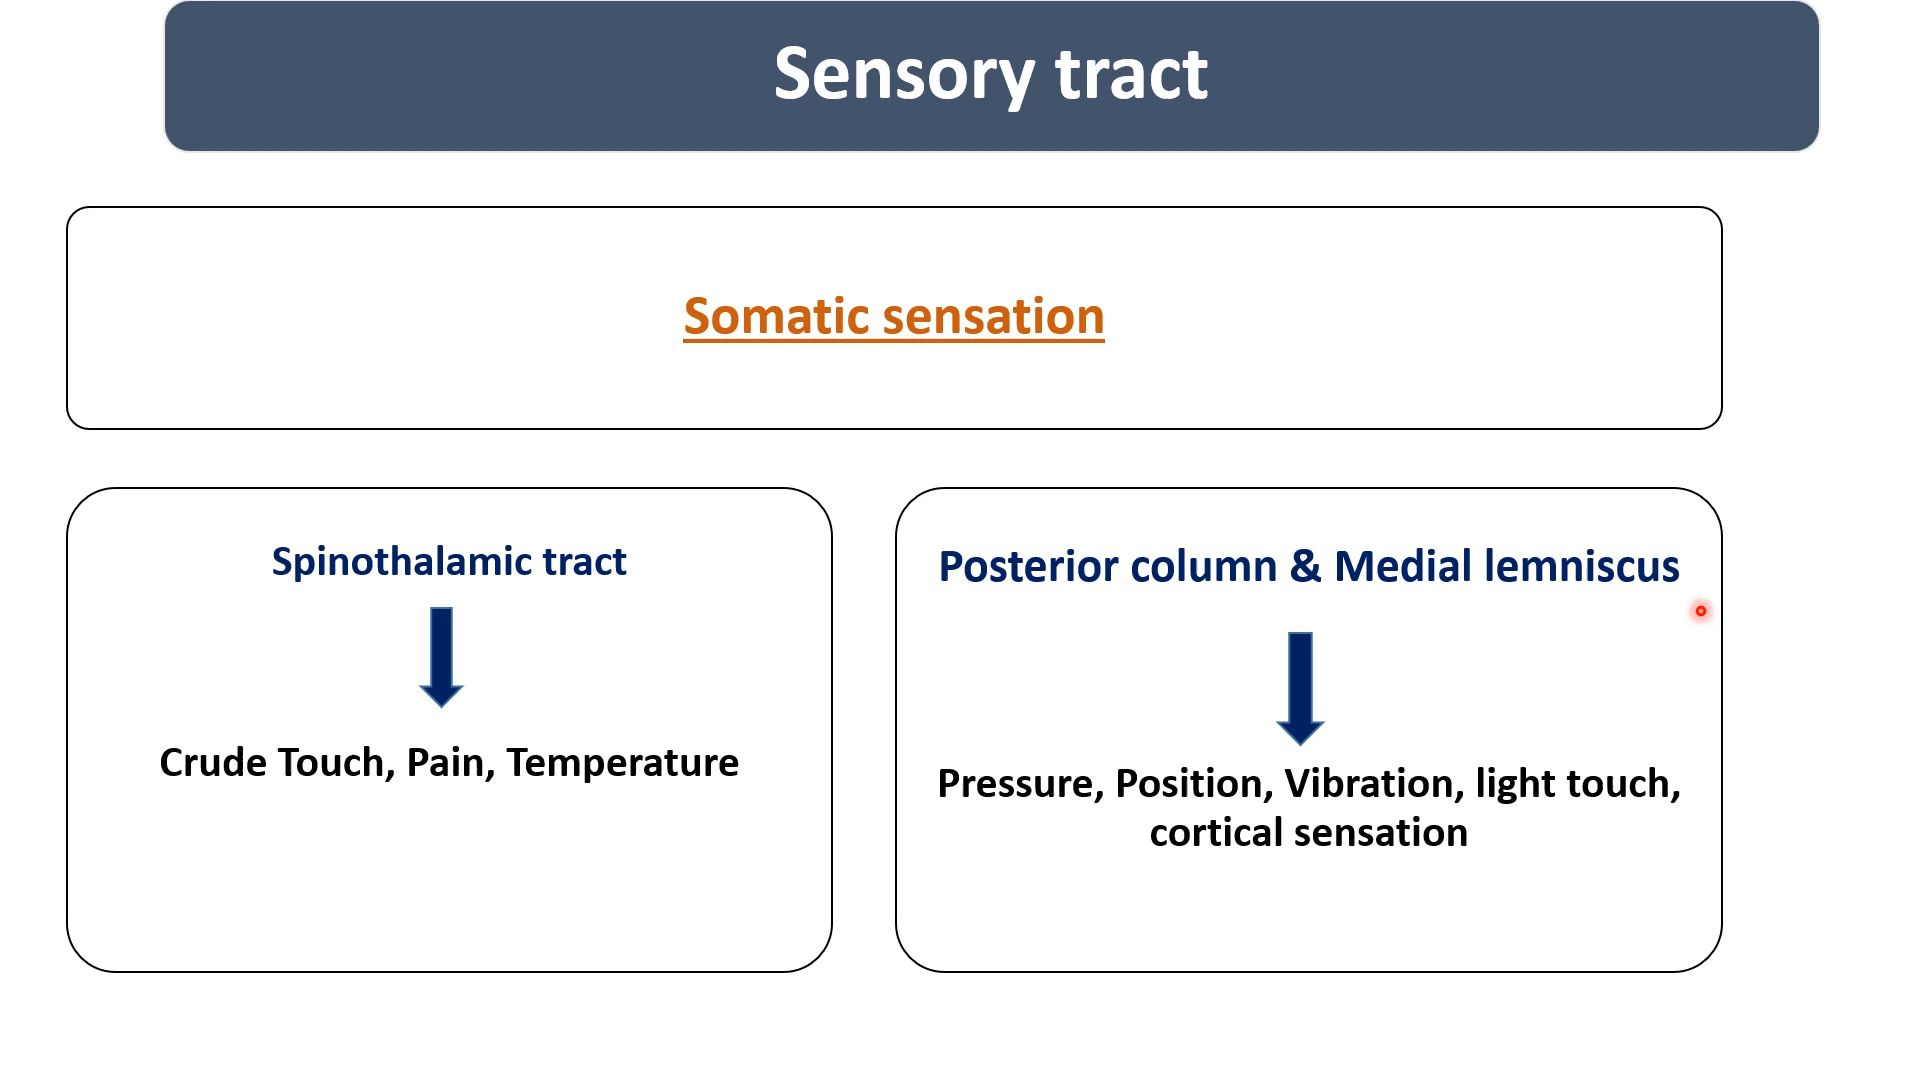 Sensory tract
Somatic sensation
Spinothalamic tract
Crude Touch, Pain, Temperature
Posterior column & Medial lemniscus
Pressure, Position, Vibration, light touch,
cortical sensation